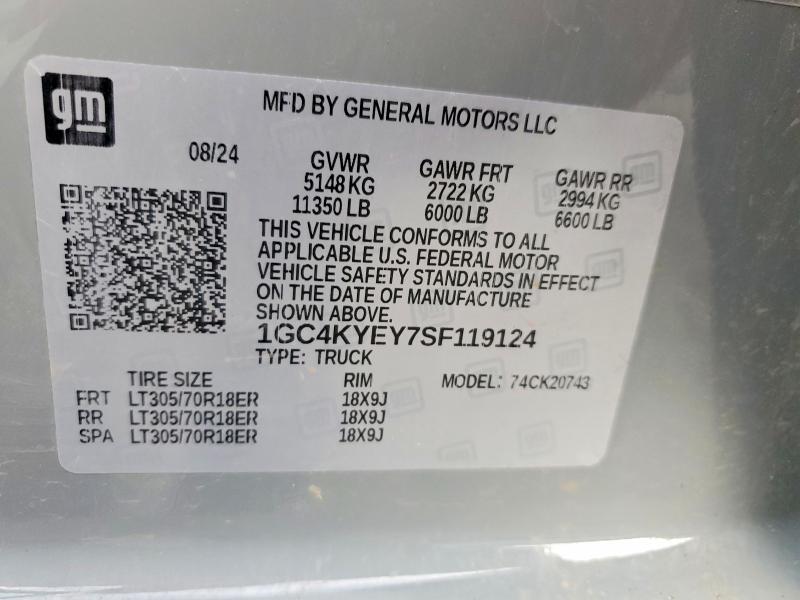 gm
MFD BY GENERAL MOTORS LLC
08/24
GVWR GAWR FRT GAWR RR
5148 KG 2722 KG 2994 KG
11350 LB 6000 LB 6600 LB
THIS VEHICLE CONFORMS TO ALL
APPLICABLE U.S. FEDERAL MOTOR
VEHICLE SAFETY STANDARDS IN EFFECT
ON THE DATE OF MANUFACTURE
SHOWN ABOVE.
1GC4KYEY7SF119124
TYPE: TRUCK
TIRE SIZE RIM MODEL: 74CK20743
FRT LT305/70R18ER 18X9J
RR LT305/70R18ER 18X9J
SPA LT305/70R18ER 18X9J